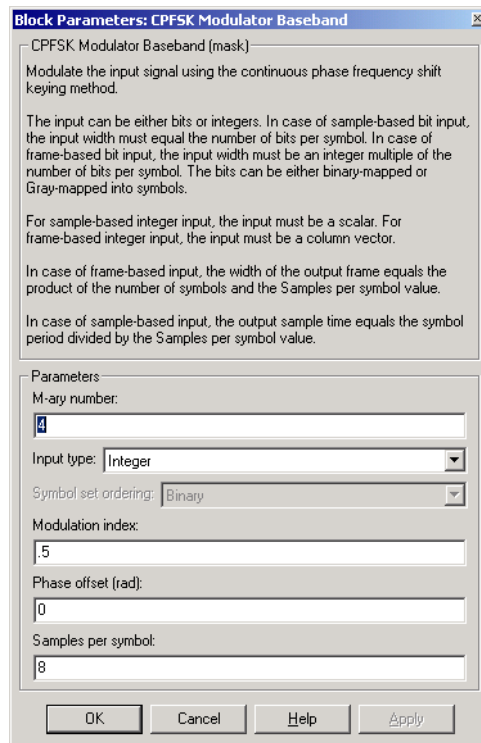 Block Parameters: CPFSK Modulator Baseband
CPFSK Modulator Baseband (mask)
Modulate the input signal using the continuous phase frequency shift
keying method.
The input can be either bits or integers. In case of sample-based bit input,
the input width must equal the number of bits per symbol. In case of
frame-based bit input, the input width must be an integer multiple of the
number of bits per symbol. The bits can be either binary-mapped or
Gray-mapped into symbols.
For sample-based integer input, the input must be a scalar. For
frame-based integer input, the input must be a column vector.
In case of frame-based input, the width of the output frame equals the
product of the number of symbols and the Samples per symbol value.
In case of sample-based input, the output sample time equals the symbol
period divided by the Samples per symbol value.
Parameters
M-ary number:
4
Input type: Integer
Symbol set ordering: Binary
Modulation index:
.5
Phase offset (rad):
0
Samples per symbol:
8
OK Cancel Help Apply